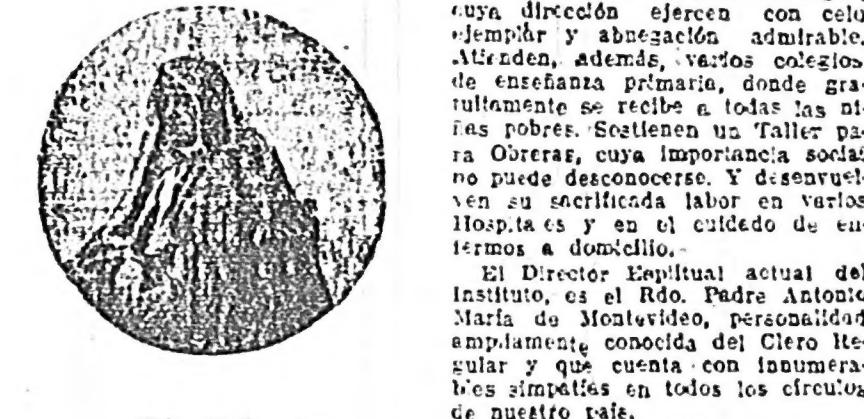 cuya dirección ejercen con celo
ejemplar y abnegación admirable.
Atienden, además, varios colegios
de enseñanza primaria, donde gra-
tuitamente se recibe a todas las ni-
ñas pobres. Sostienen un Taller pa-
ra Obreras, cuya importancia social
no puede desconocerse. Y desenvuel-
ven su sacrificada labor en varios
Hospitales y en el cuidado de en-
fermos a domicilio.
El Director Espiitual actual del
Instituto, es el Rdo. Padre Antonio
María de Montevideo, personalidad
ampliamente conocida del Clero Re-
gular y que cuenta con innumera-
bles simpatías en todos los círculos
de nuestro país.